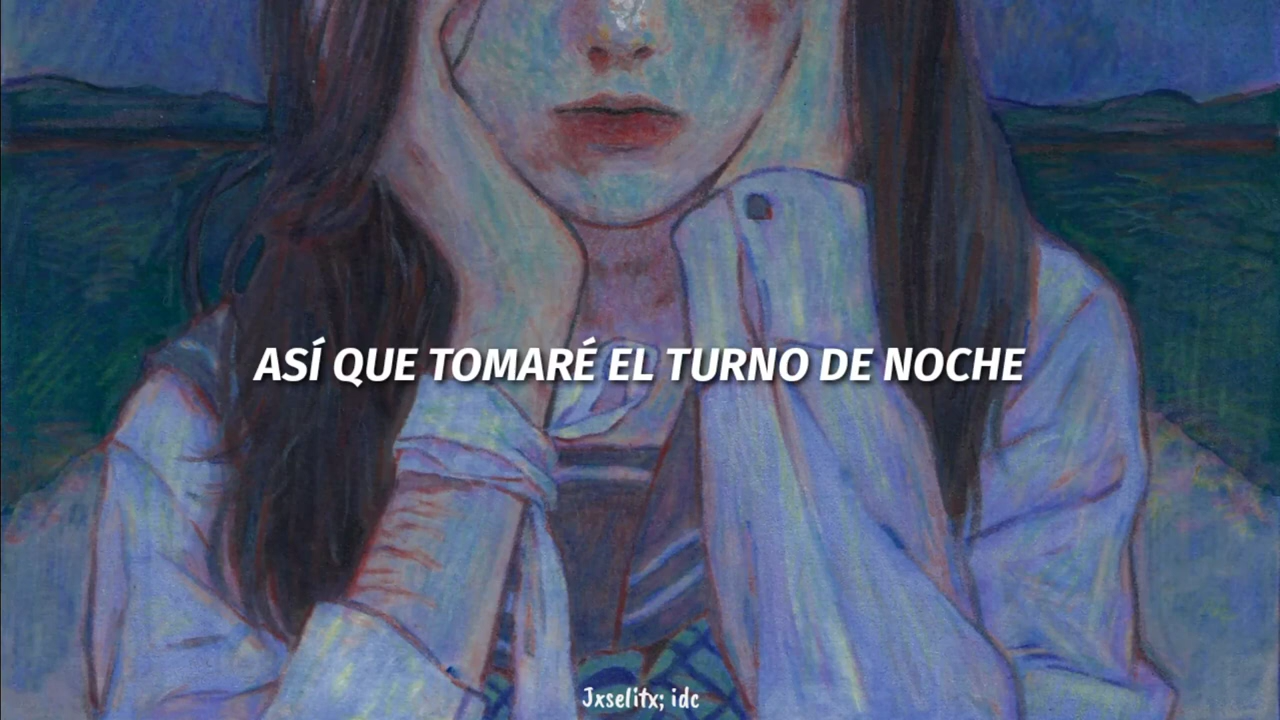 ASÍ QUE TOMARÉ EL TURNO DE NOCHE
Jxselitx; idc